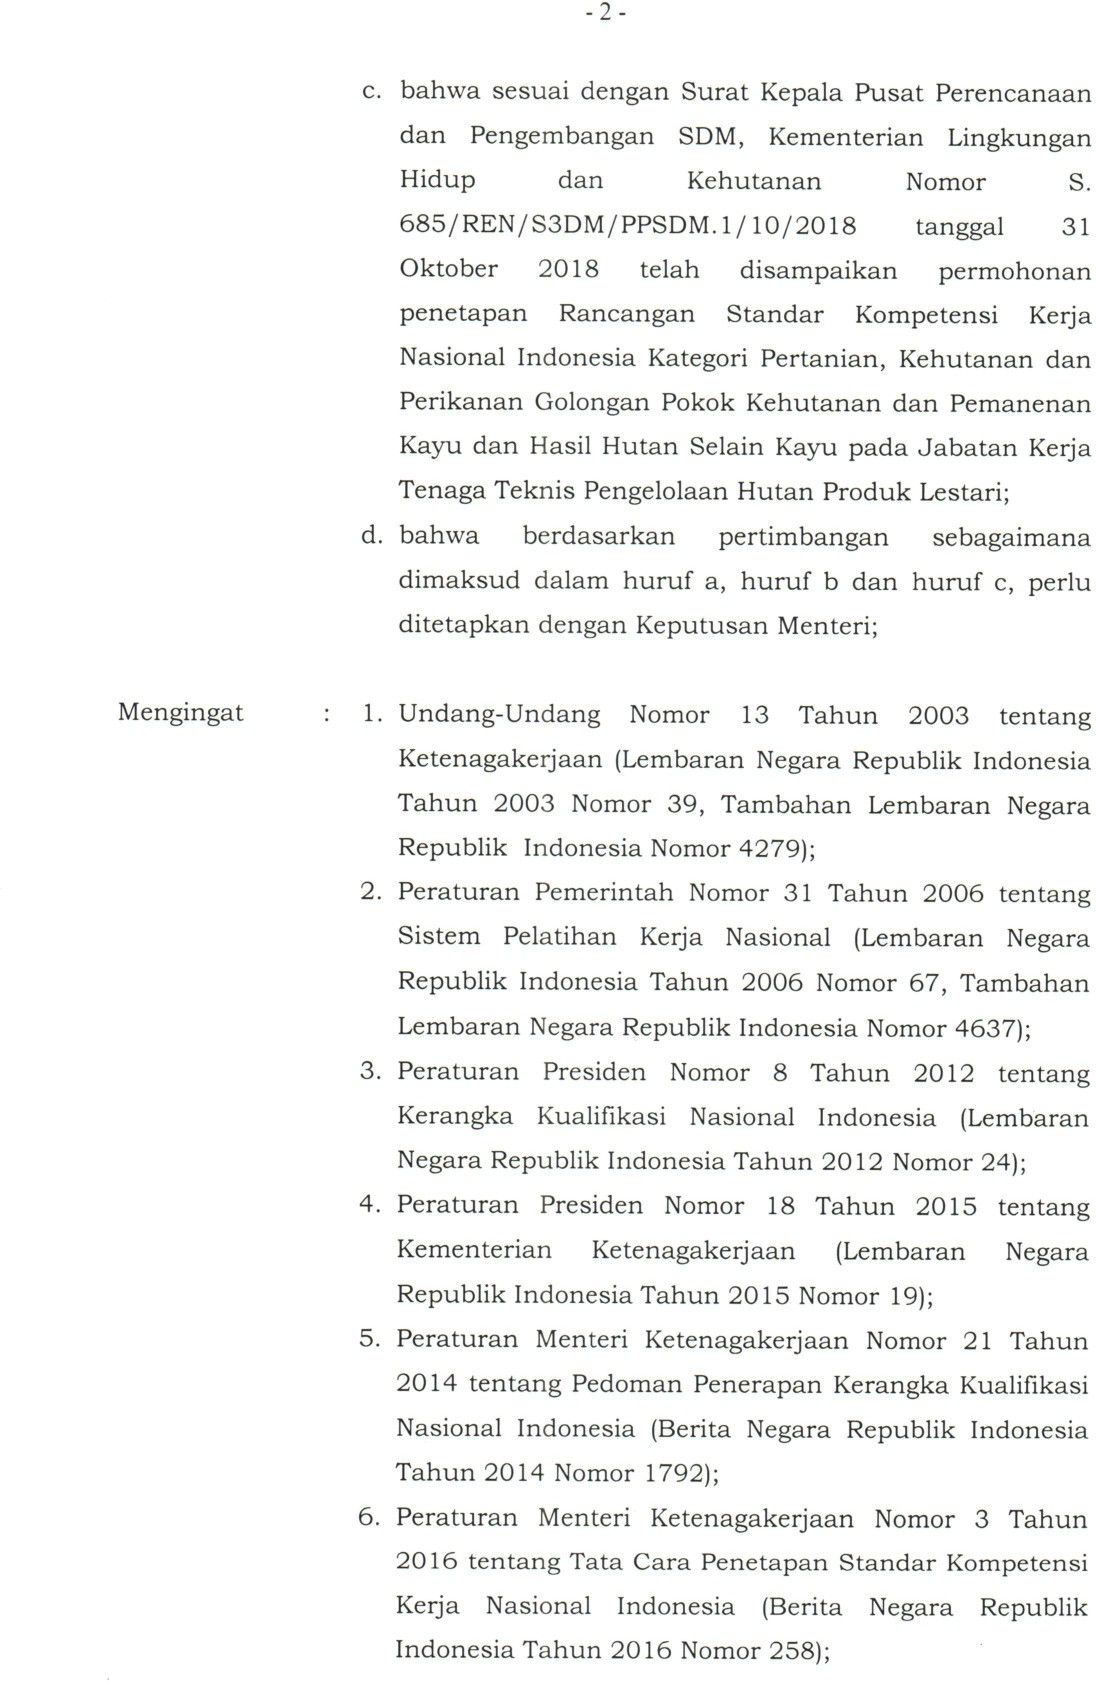 - 2 -
c. bahwa sesuai dengan Surat Kepala Pusat Perencanaan
dan Pengembangan SDM, Kementerian Lingkungan
Hidup dan Kehutanan Nomor S.
685/REN/S3DM/PPSDM.1/10/2018 tanggal 31
Oktober 2018 telah disampaikan permohonan
penetapan Rancangan Standar Kompetensi Kerja
Nasional Indonesia Kategori Pertanian, Kehutanan dan
Perikanan Golongan Pokok Kehutanan dan Pemanenan
Kayu dan Hasil Hutan Selain Kayu pada Jabatan Kerja
Tenaga Teknis Pengelolaan Hutan Produk Lestari;
d. bahwa berdasarkan pertimbangan sebagaimana
dimaksud dalam huruf a, huruf b dan huruf c, perlu
ditetapkan dengan Keputusan Menteri;
Mengingat : 1. Undang-Undang Nomor 13 Tahun 2003 tentang
Ketenagakerjaan (Lembaran Negara Republik Indonesia
Tahun 2003 Nomor 39, Tambahan Lembaran Negara
Republik Indonesia Nomor 4279);
2. Peraturan Pemerintah Nomor 31 Tahun 2006 tentang
Sistem Pelatihan Kerja Nasional (Lembaran Negara
Republik Indonesia Tahun 2006 Nomor 67, Tambahan
Lembaran Negara Republik Indonesia Nomor 4637);
3. Peraturan Presiden Nomor 8 Tahun 2012 tentang
Kerangka Kualifikasi Nasional Indonesia (Lembaran
Negara Republik Indonesia Tahun 2012 Nomor 24);
4. Peraturan Presiden Nomor 18 Tahun 2015 tentang
Kementerian Ketenagakerjaan (Lembaran Negara
Republik Indonesia Tahun 2015 Nomor 19);
5. Peraturan Menteri Ketenagakerjaan Nomor 21 Tahun
2014 tentang Pedoman Penerapan Kerangka Kualifikasi
Nasional Indonesia (Berita Negara Republik Indonesia
Tahun 2014 Nomor 1792);
6. Peraturan Menteri Ketenagakerjaan Nomor 3 Tahun
2016 tentang Tata Cara Penetapan Standar Kompetensi
Kerja Nasional Indonesia (Berita Negara Republik
Indonesia Tahun 2016 Nomor 258);